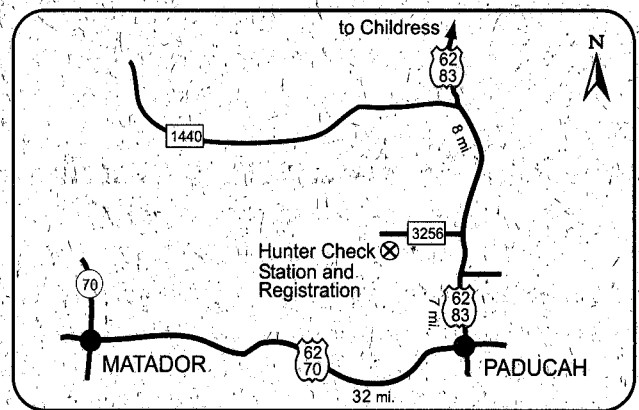 to Childress
62
83
N
1440
8 mi.
3256
Hunter Check
Station and
Registration
70
62
83
7 mi.
MATADOR
62
70
PADUCAH
32 mi.